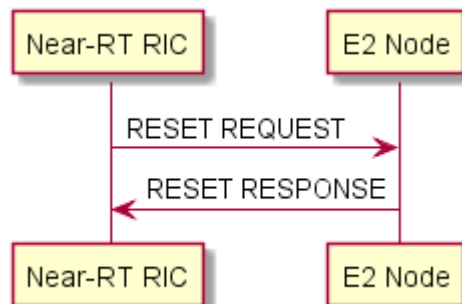 Near-RT RIC
E2 Node
RESET REQUEST
RESET RESPONSE
Near-RT RIC
E2 Node